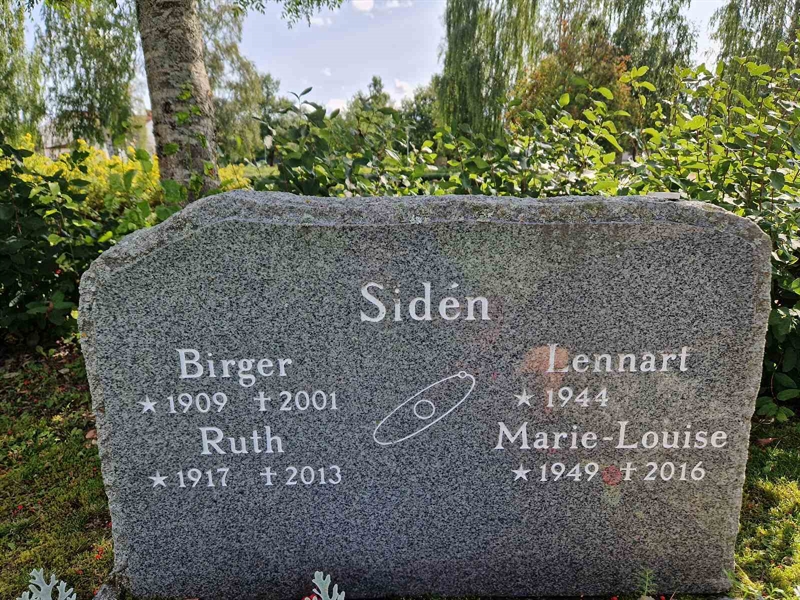 Sidén
Birger
★ 1909 † 2001
Ruth
★ 1917 † 2013
Lennart
★ 1944
Marie-Louise
★ 1949 † 2016